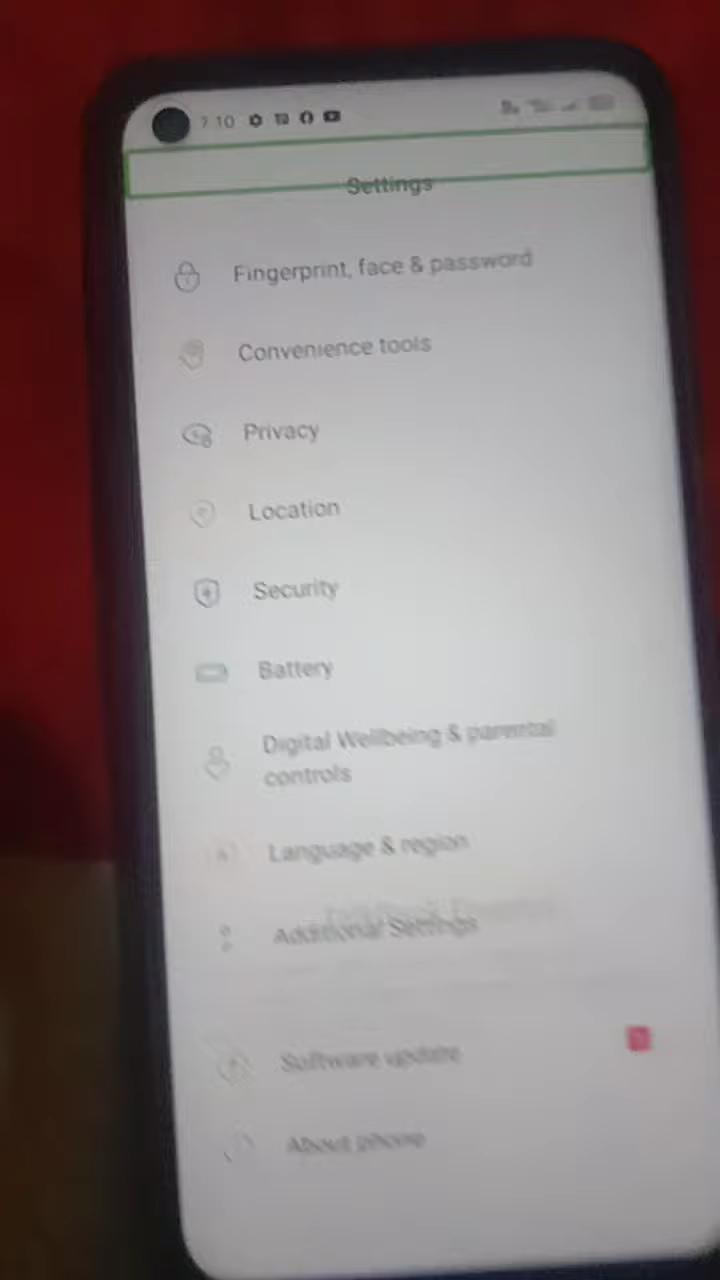 7:10
Settings
Fingerprint, face & password
Convenience tools
Privacy
Location
Security
Battery
Digital Wellbeing & parental
controls
Language & region
Additional Settings
Software update
About phone